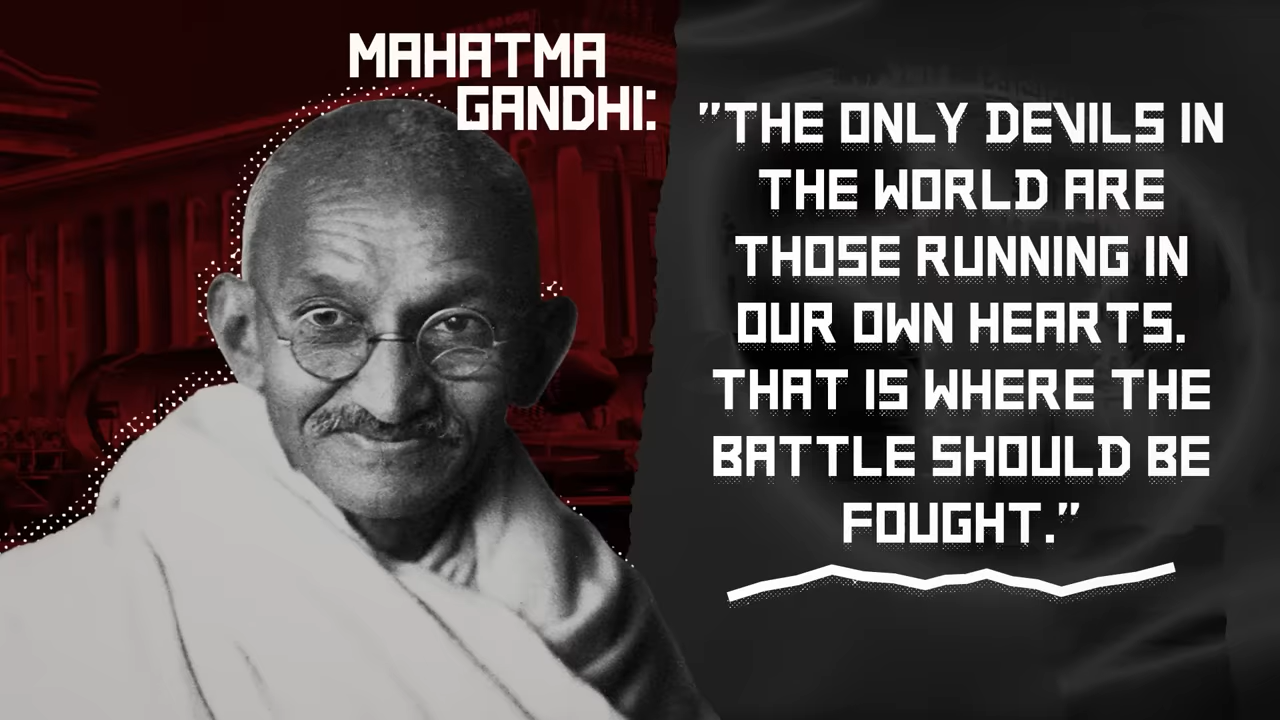 MAHATMA
GANDHI:
"THE ONLY DEVILS IN
THE WORLD ARE
THOSE RUNNING IN
OUR OWN HEARTS.
THAT IS WHERE THE
BATTLE SHOULD BE
FOUGHT."